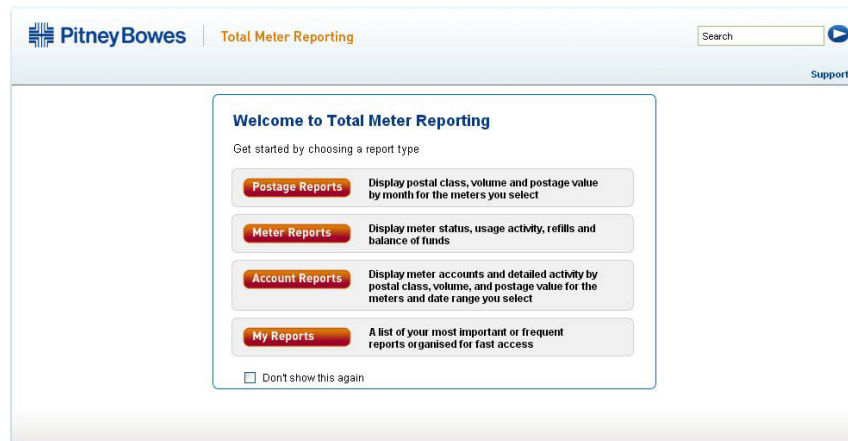 Pitney Bowes
Total Meter Reporting
Search
Support
Welcome to Total Meter Reporting
Get started by choosing a report type
Postage Reports
Display postal class, volume and postage value
by month for the meters you select
Meter Reports
Display meter status, usage activity, refills and
balance of funds
Account Reports
Display meter accounts and detailed activity by
postal class, volume, and postage value for the
meters and date range you select
My Reports
A list of your most important or frequent
reports organised for fast access
Don't show this again